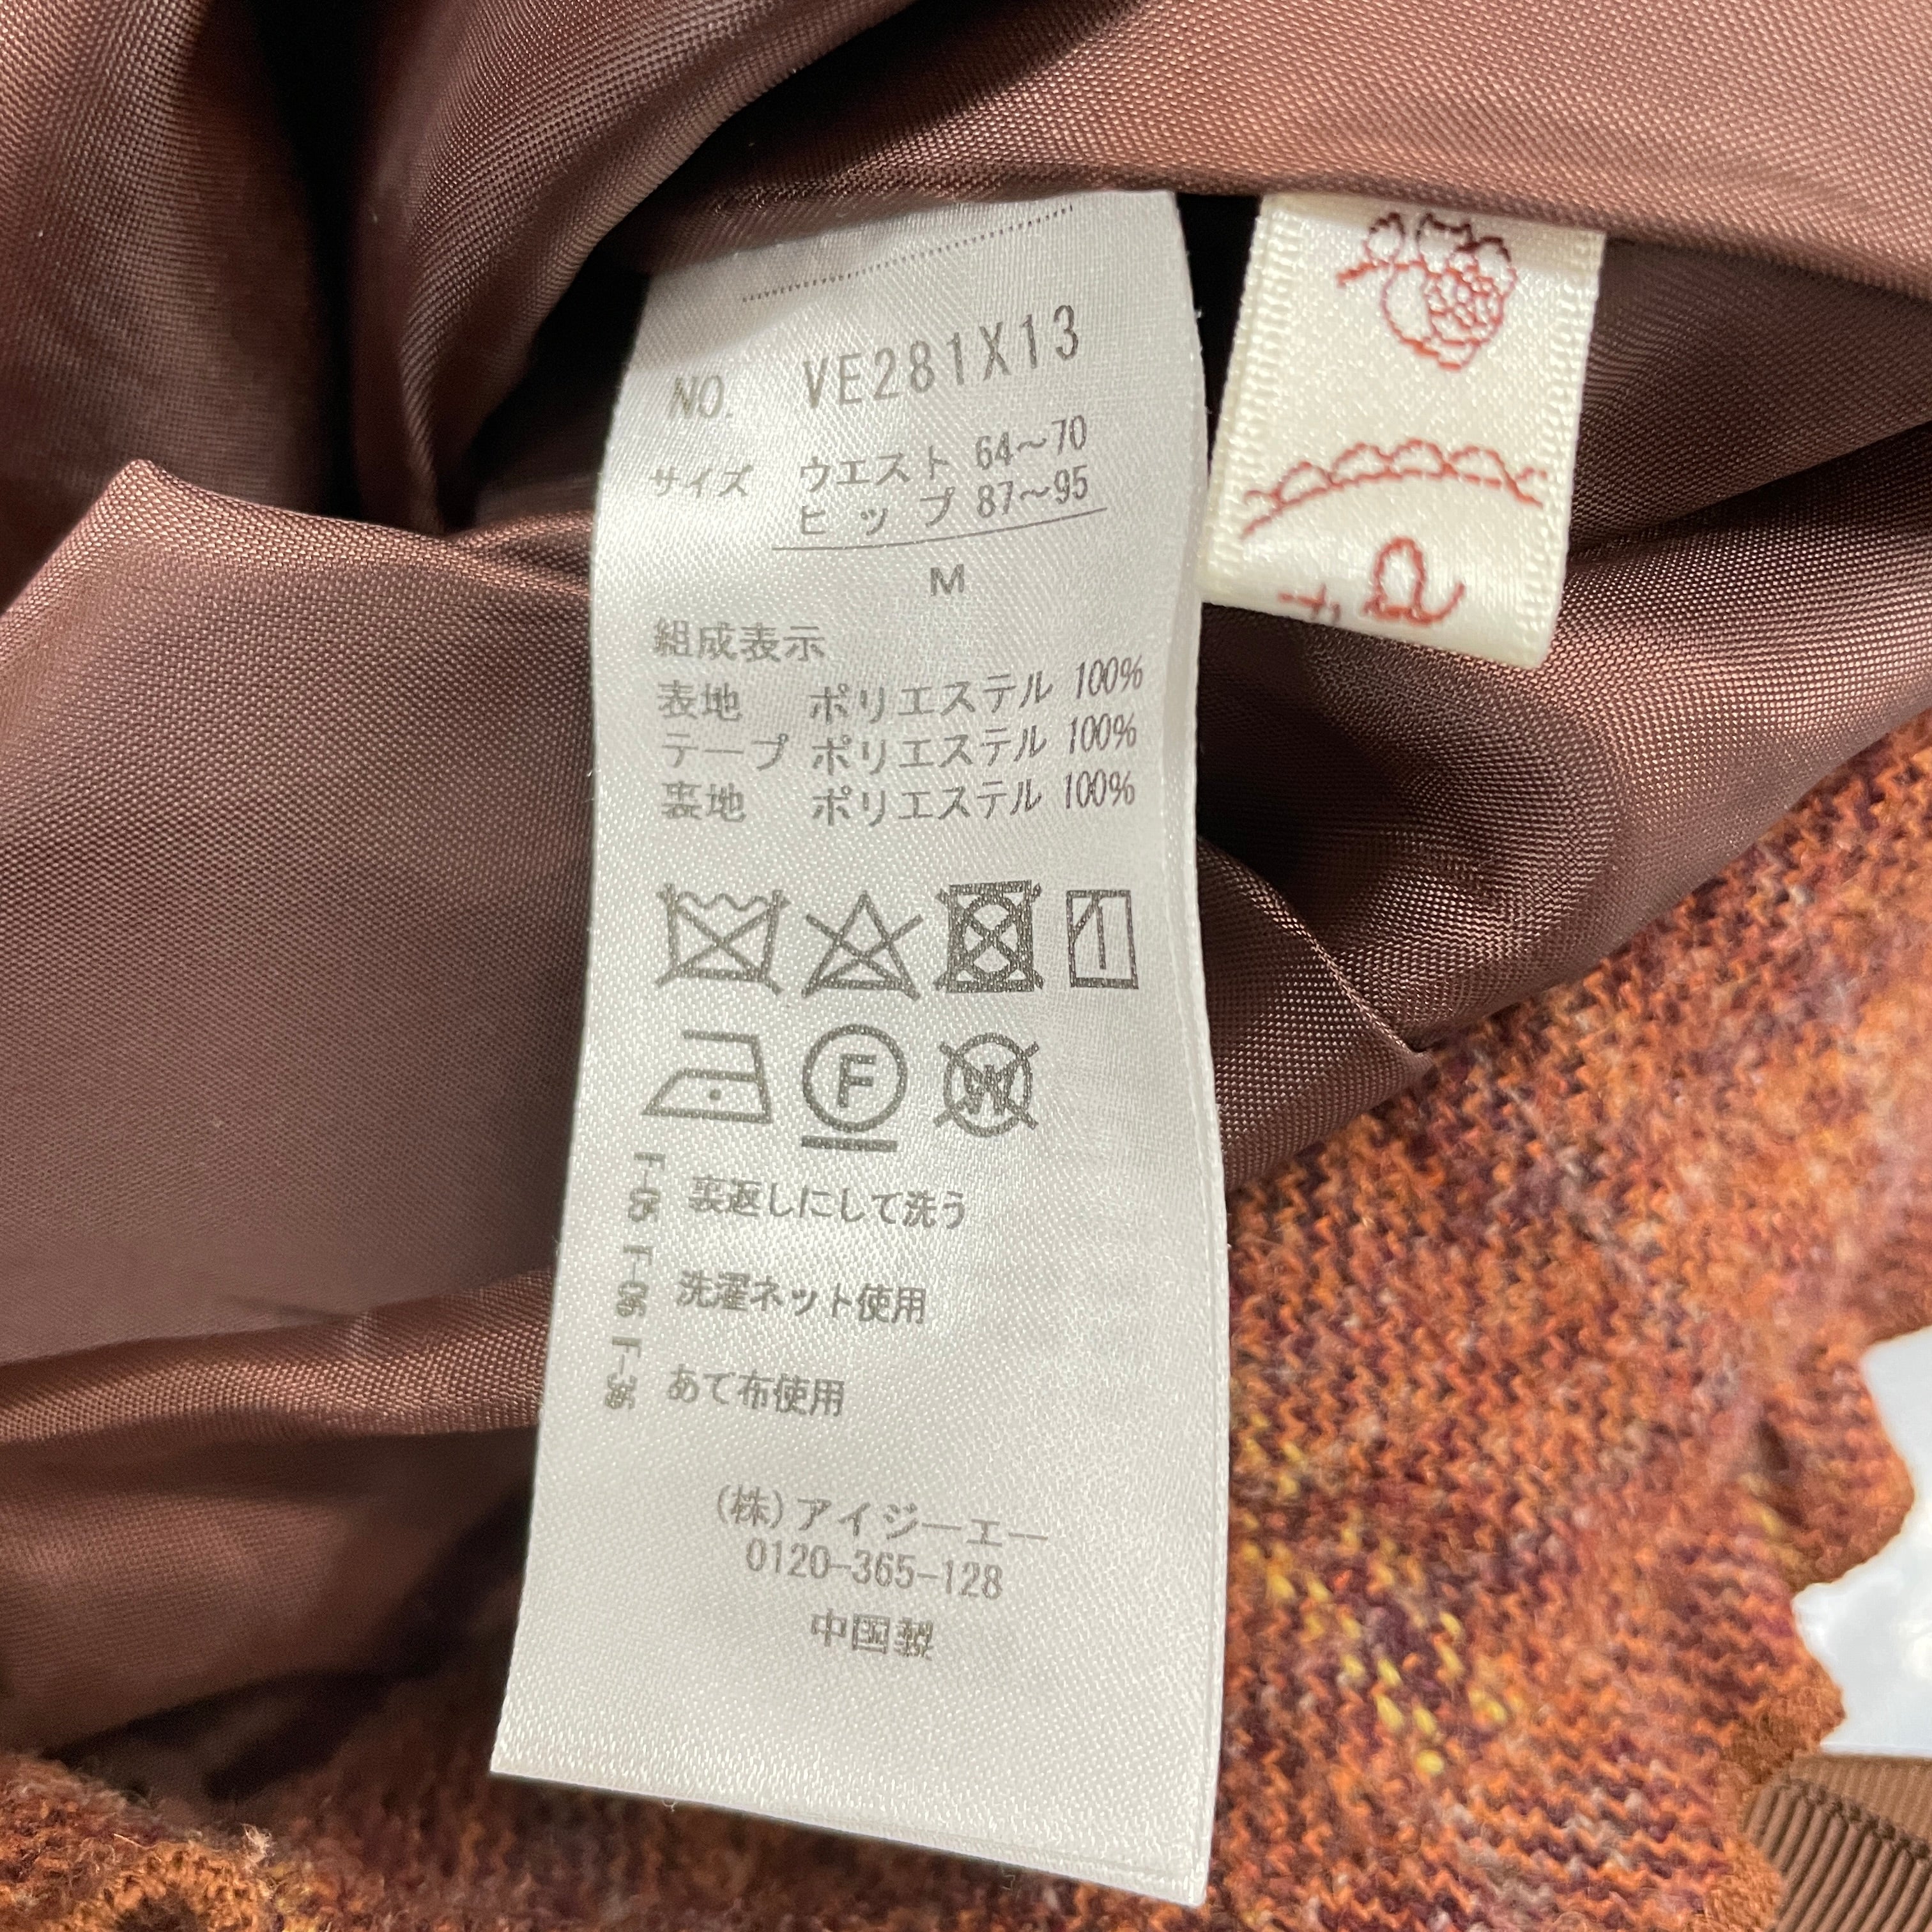 NO. VE281X13
サイズ ウエスト 64～70
ヒップ 87～95
M
組成表示
表地 ポリエステル 100%
テープ ポリエステル 100%
裏地 ポリエステル 100%
F
W
F-05 裏返しにして洗う
F-06 洗濯ネット使用
F-36 あて布使用
(株)アイジーエー
0120-365-128
中国製